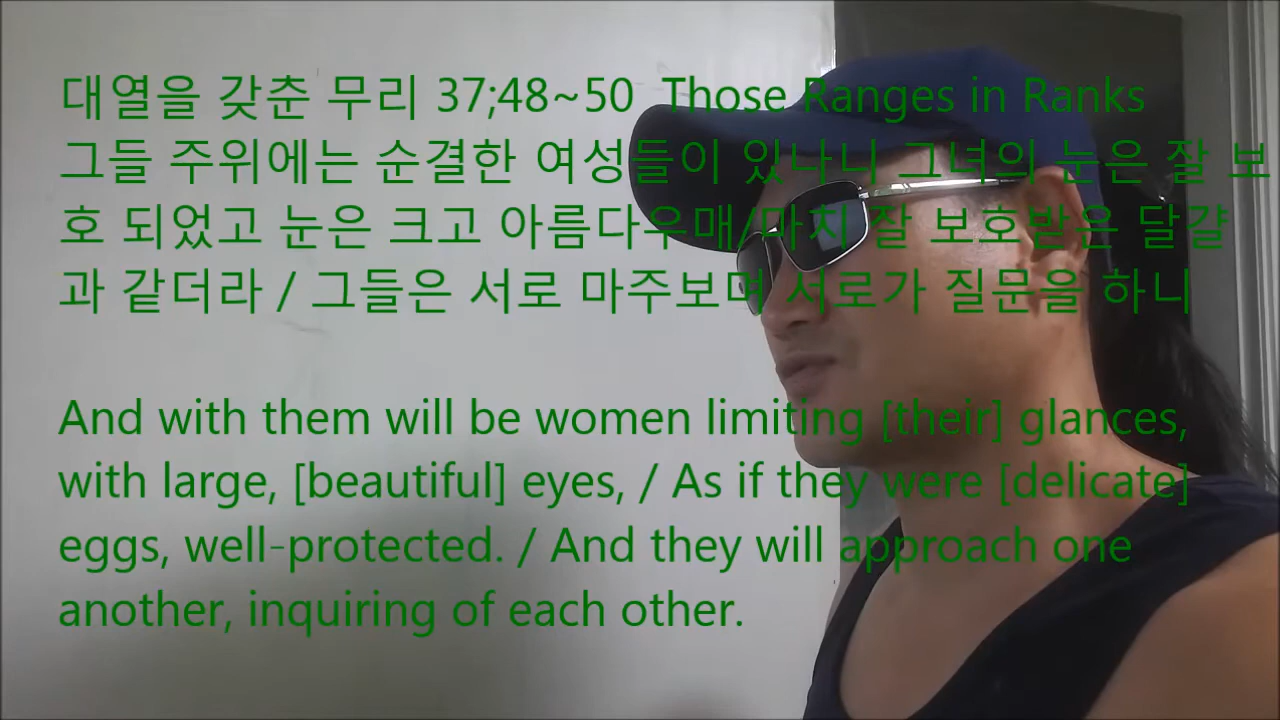 대열을 갖춘 무리 37;48~50 Those Ranges in Ranks
그들 주위에는 순결한 여성들이 있나니 그녀의 눈은 잘 보
호 되었고 눈은 크고 아름다우매/마치 잘 보호받은 달걀
과 같더라 / 그들은 서로 마주보며 서로가 질문을 하니
And with them will be women limiting [their] glances,
with large, [beautiful] eyes, / As if they were [delicate]
eggs, well-protected. / And they will approach one
another, inquiring of each other.